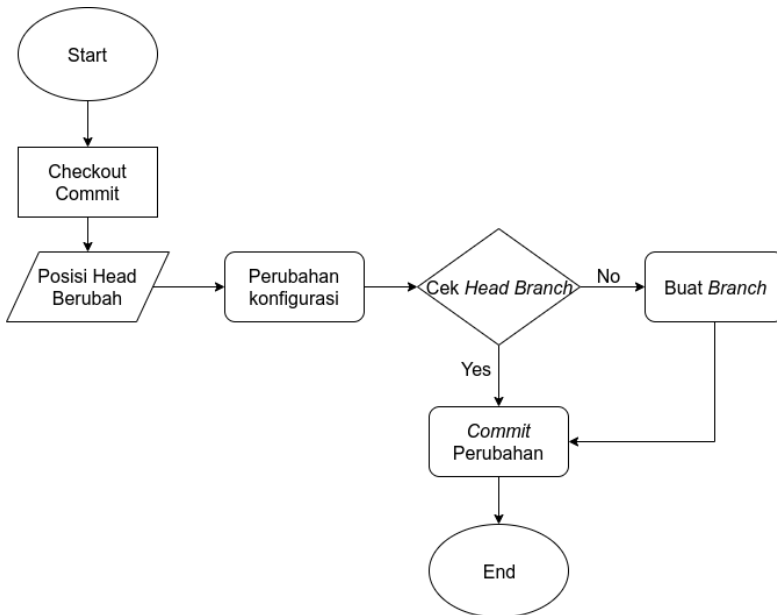 Start
Checkout
Commit
Posisi Head
Berubah
Perubahan
konfigurasi
Cek Head Branch
No
Buat Branch
Yes
Commit
Perubahan
End